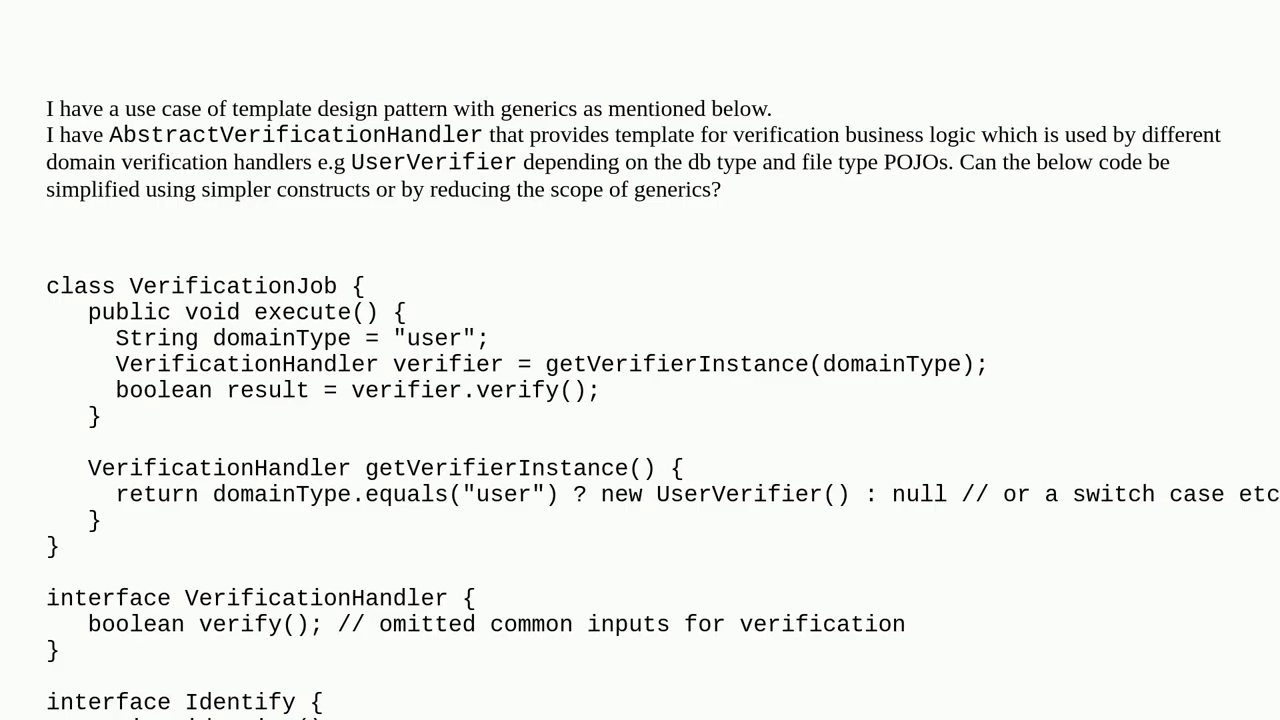 I have a use case of template design pattern with generics as mentioned below.
I have AbstractVerificationHandler that provides template for verification business logic which is used by different
domain verification handlers e.g UserVerifier depending on the db type and file type POJOs. Can the below code be
simplified using simpler constructs or by reducing the scope of generics?
class VerificationJob {
   public void execute() {
     String domainType = "user";
     VerificationHandler verifier = getVerifierInstance(domainType);
     boolean result = verifier.verify();
   }
   VerificationHandler getVerifierInstance() {
     return domainType.equals("user") ? new UserVerifier() : null // or a switch case etc
   }
}
interface VerificationHandler {
   boolean verify(); // omitted common inputs for verification
}
interface Identify {